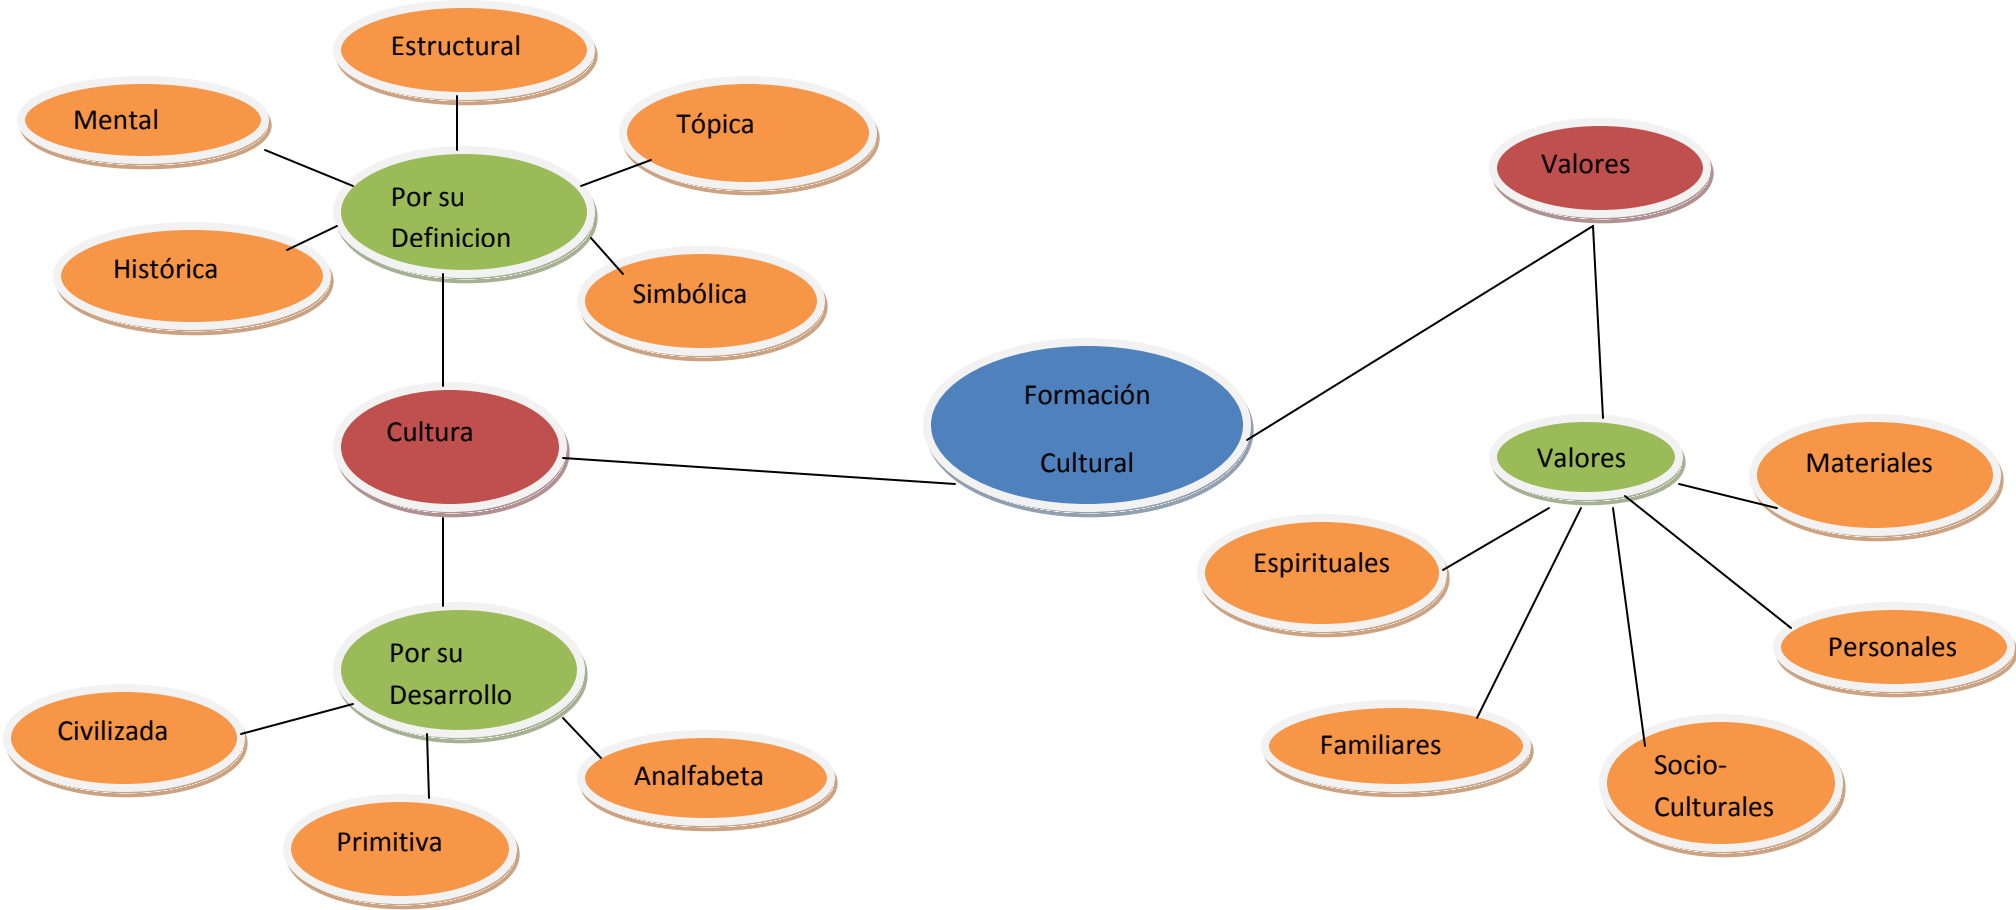 Estructural
Mental
Tópica
Por su
Definicion
Histórica
Simbólica
Cultura
Por su
Desarrollo
Civilizada
Analfabeta
Primitiva
Formación
Cultural
Valores
Valores
Materiales
Espirituales
Personales
Familiares
Socio-
Culturales